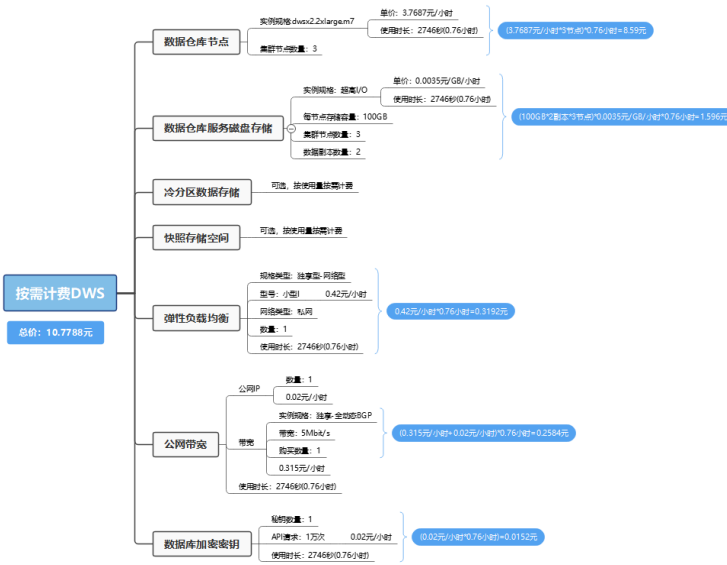 按需计费DWS
总价：10.7788元
数据仓库节点
实例规格:dwsx2.2xlarge.m7
单价：3.7687元/小时
使用时长：2746秒(0.76小时)
集群节点数量：3
(3.7687元/小时*3节点)*0.76小时=8.59元
数据仓库服务磁盘存储
实例规格：超高I/O
单价：0.0035元/GB/小时
使用时长：2746秒(0.76小时)
每节点存储容量：100GB
集群节点数量：3
数据副本数量：2
(100GB*2副本*3节点)*0.0035元/GB/小时*0.76小时=1.596元
冷分区数据存储
可选，按使用量按需计费
快照存储空间
可选，按使用量按需计费
弹性负载均衡
规格类型：独享型-网络型
型号：小型I 0.42元/小时
网络类型：私网
数量：1
使用时长：2746秒(0.76小时)
0.42元/小时*0.76小时=0.3192元
公网带宽
公网IP
数量：1
0.02元/小时
带宽
实例规格：独享-全动态BGP
带宽：5Mbit/s
购买数量：1
0.315元/小时
使用时长：2746秒(0.76小时)
(0.315元/小时+0.02元/小时)*0.76小时=0.2584元
数据库加密密钥
秘钥数量：1
API请求：1万次 0.02元/小时
使用时长：2746秒(0.76小时)
(0.02元/小时*0.76小时)=0.0152元